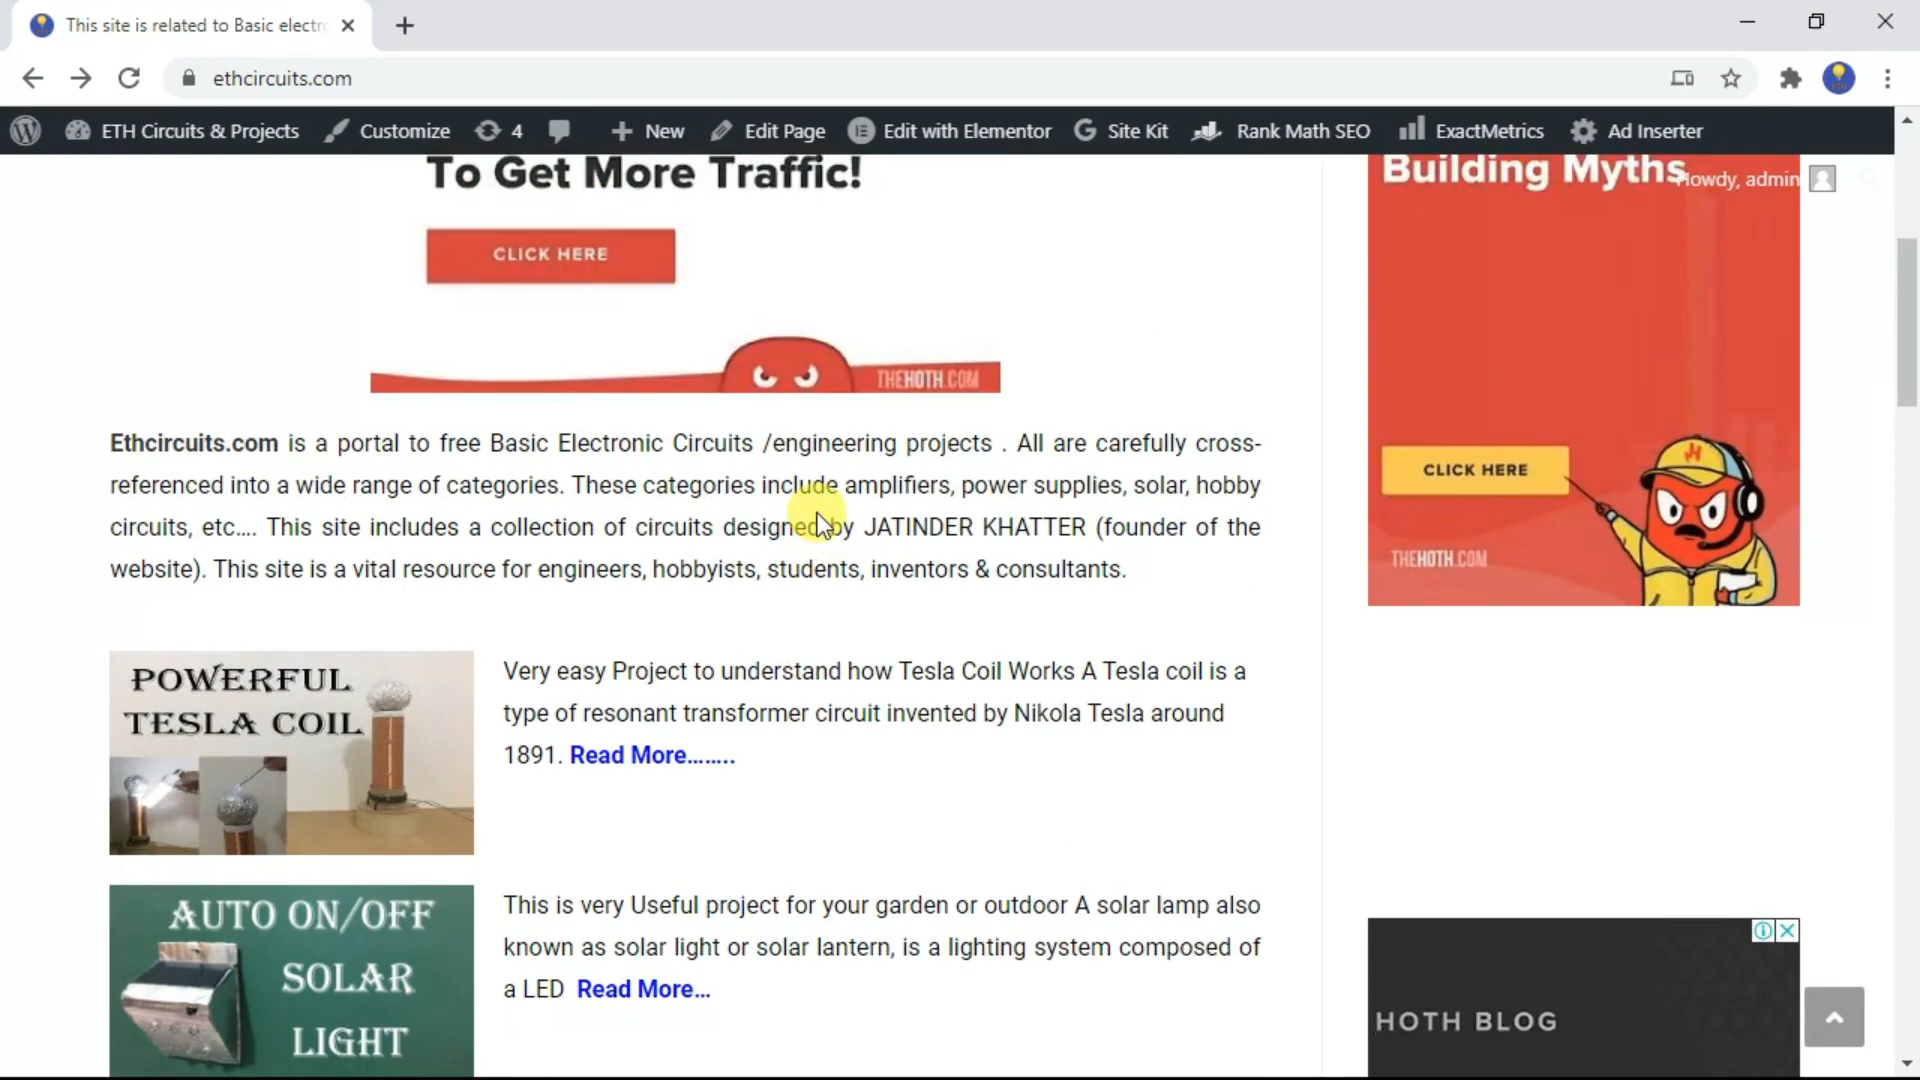 This site is related to Basic electr
ethcircuits.com
ETH Circuits & Projects
Customize
4
New
Edit Page
Edit with Elementor
Site Kit
Rank Math SEO
ExactMetrics
Ad Inserter
Howdy, admin
To Get More Traffic!
CLICK HERE
THEHOTH.COM
Building Myths
CLICK HERE
THEHOTH.COM
Ethcircuits.com is a portal to free Basic Electronic Circuits /engineering projects . All are carefully cross-
referenced into a wide range of categories. These categories include amplifiers, power supplies, solar, hobby
circuits, etc.... This site includes a collection of circuits designed by JATINDER KHATTER (founder of the
website). This site is a vital resource for engineers, hobbyists, students, inventors & consultants.
POWERFUL
TESLA COIL
Very easy Project to understand how Tesla Coil Works A Tesla coil is a
type of resonant transformer circuit invented by Nikola Tesla around
1891. Read More........
AUTO ON/OFF
SOLAR
LIGHT
This is very Useful project for your garden or outdoor A solar lamp also
known as solar light or solar lantern, is a lighting system composed of
a LED Read More...
HOTH BLOG